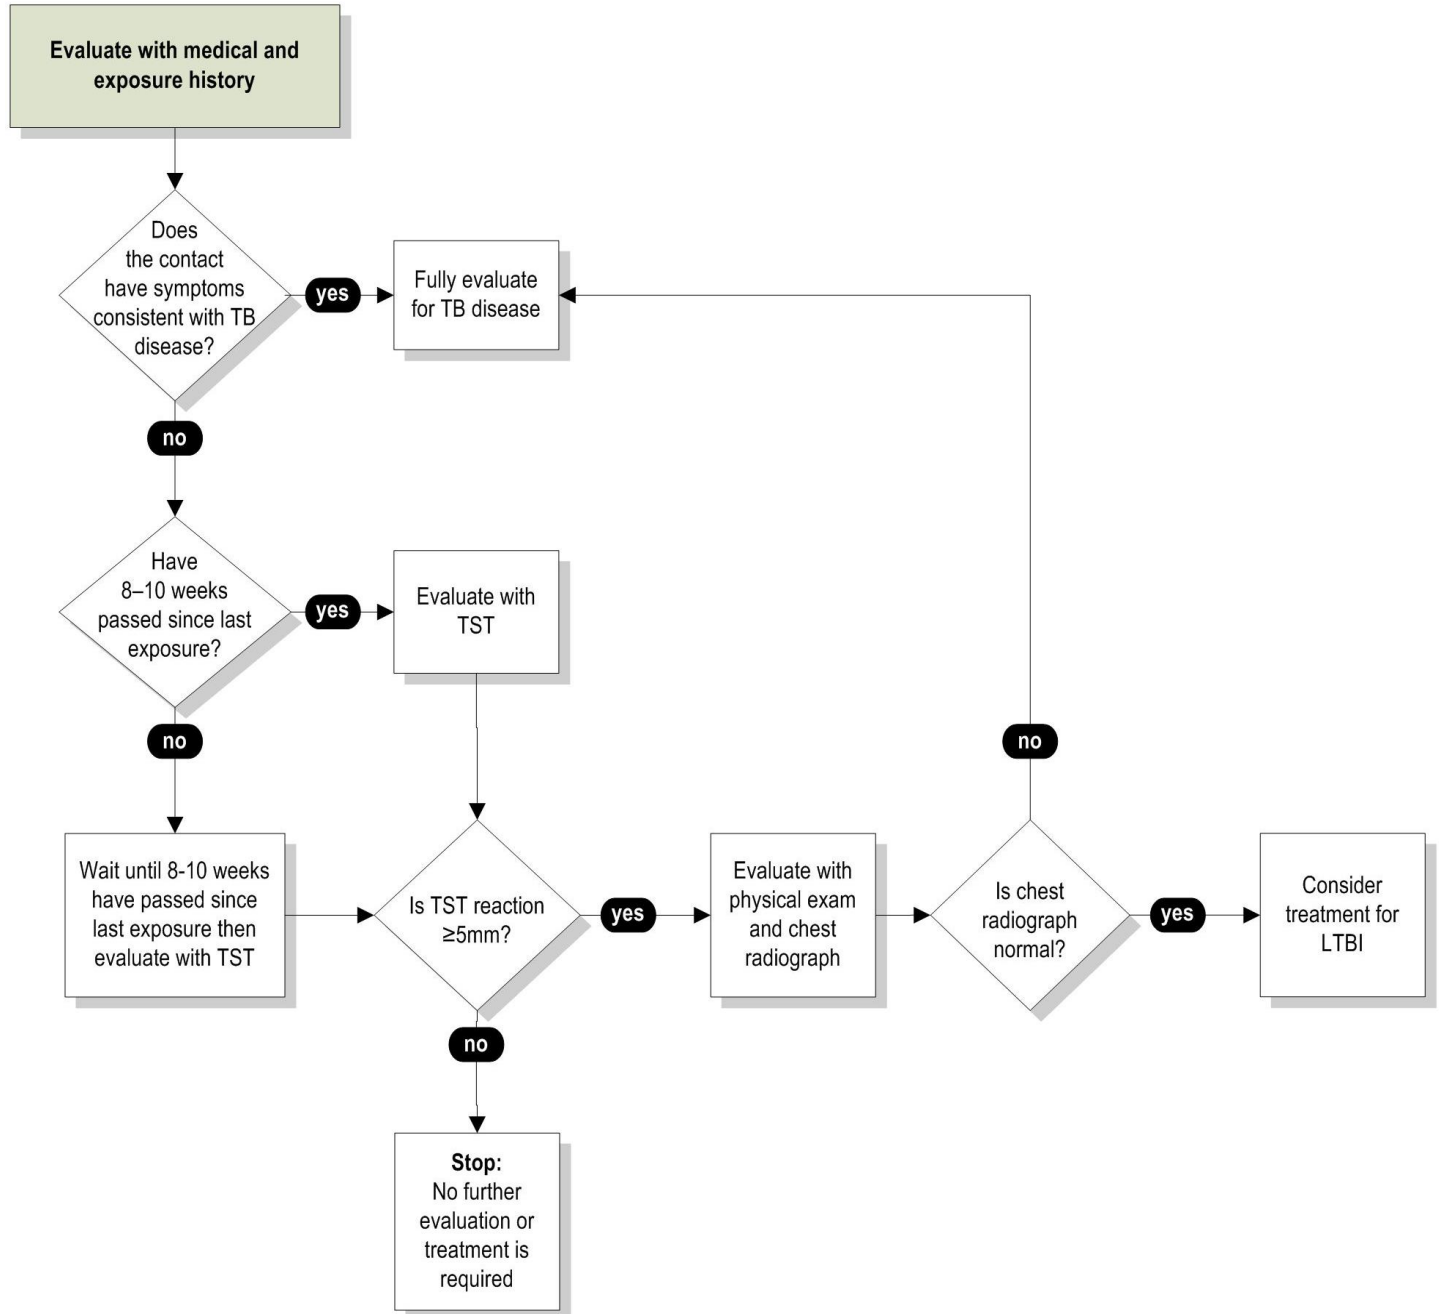 Evaluate with medical and
exposure history
Does
the contact
have symptoms
consistent with TB
disease?
yes
Fully evaluate
for TB disease
no
Have
8–10 weeks
passed since last
exposure?
yes
Evaluate with
TST
no
no
Wait until 8-10 weeks
have passed since
last exposure then
evaluate with TST
Is TST reaction
≥5mm?
yes
Evaluate with
physical exam
and chest
radiograph
Is chest
radiograph
normal?
yes
Consider
treatment for
LTBI
no
Stop:
No further
evaluation or
treatment is
required